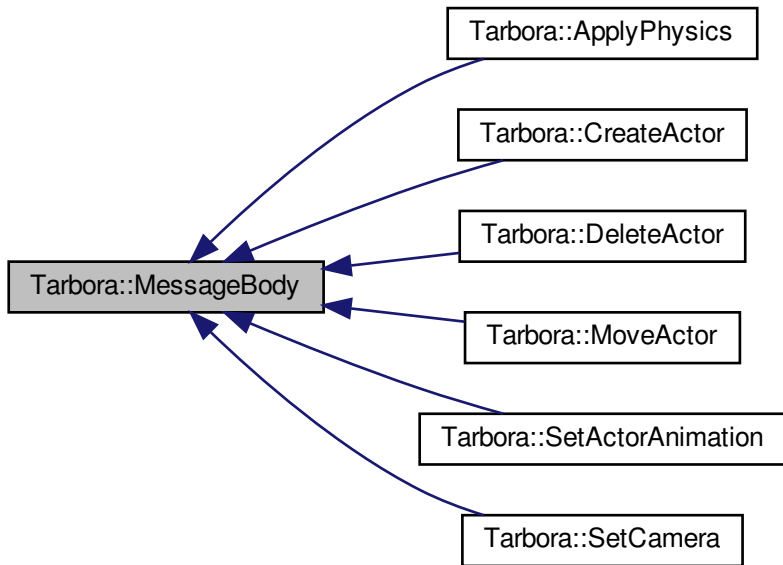 Tarbora::ApplyPhysics
Tarbora::CreateActor
Tarbora::DeleteActor
Tarbora::MessageBody
Tarbora::MoveActor
Tarbora::SetActorAnimation
Tarbora::SetCamera